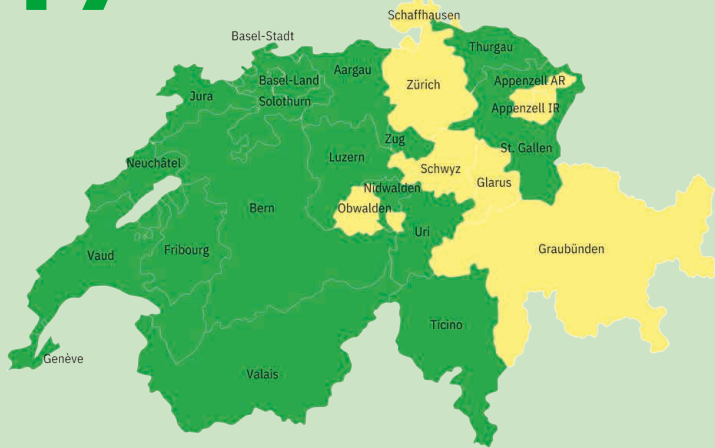 Schaffhausen
Basel-Stadt
Thurgau
Aargau
Basel-Land
Appenzell AR
Zürich
Jura
Solothurn
Appenzell IR
Zug
St. Gallen
Luzern
Neuchâtel
Schwyz
Glarus
Nidwalden
Obwalden
Bern
Uri
Graubünden
Fribourg
Vaud
Ticino
Genève
Valais